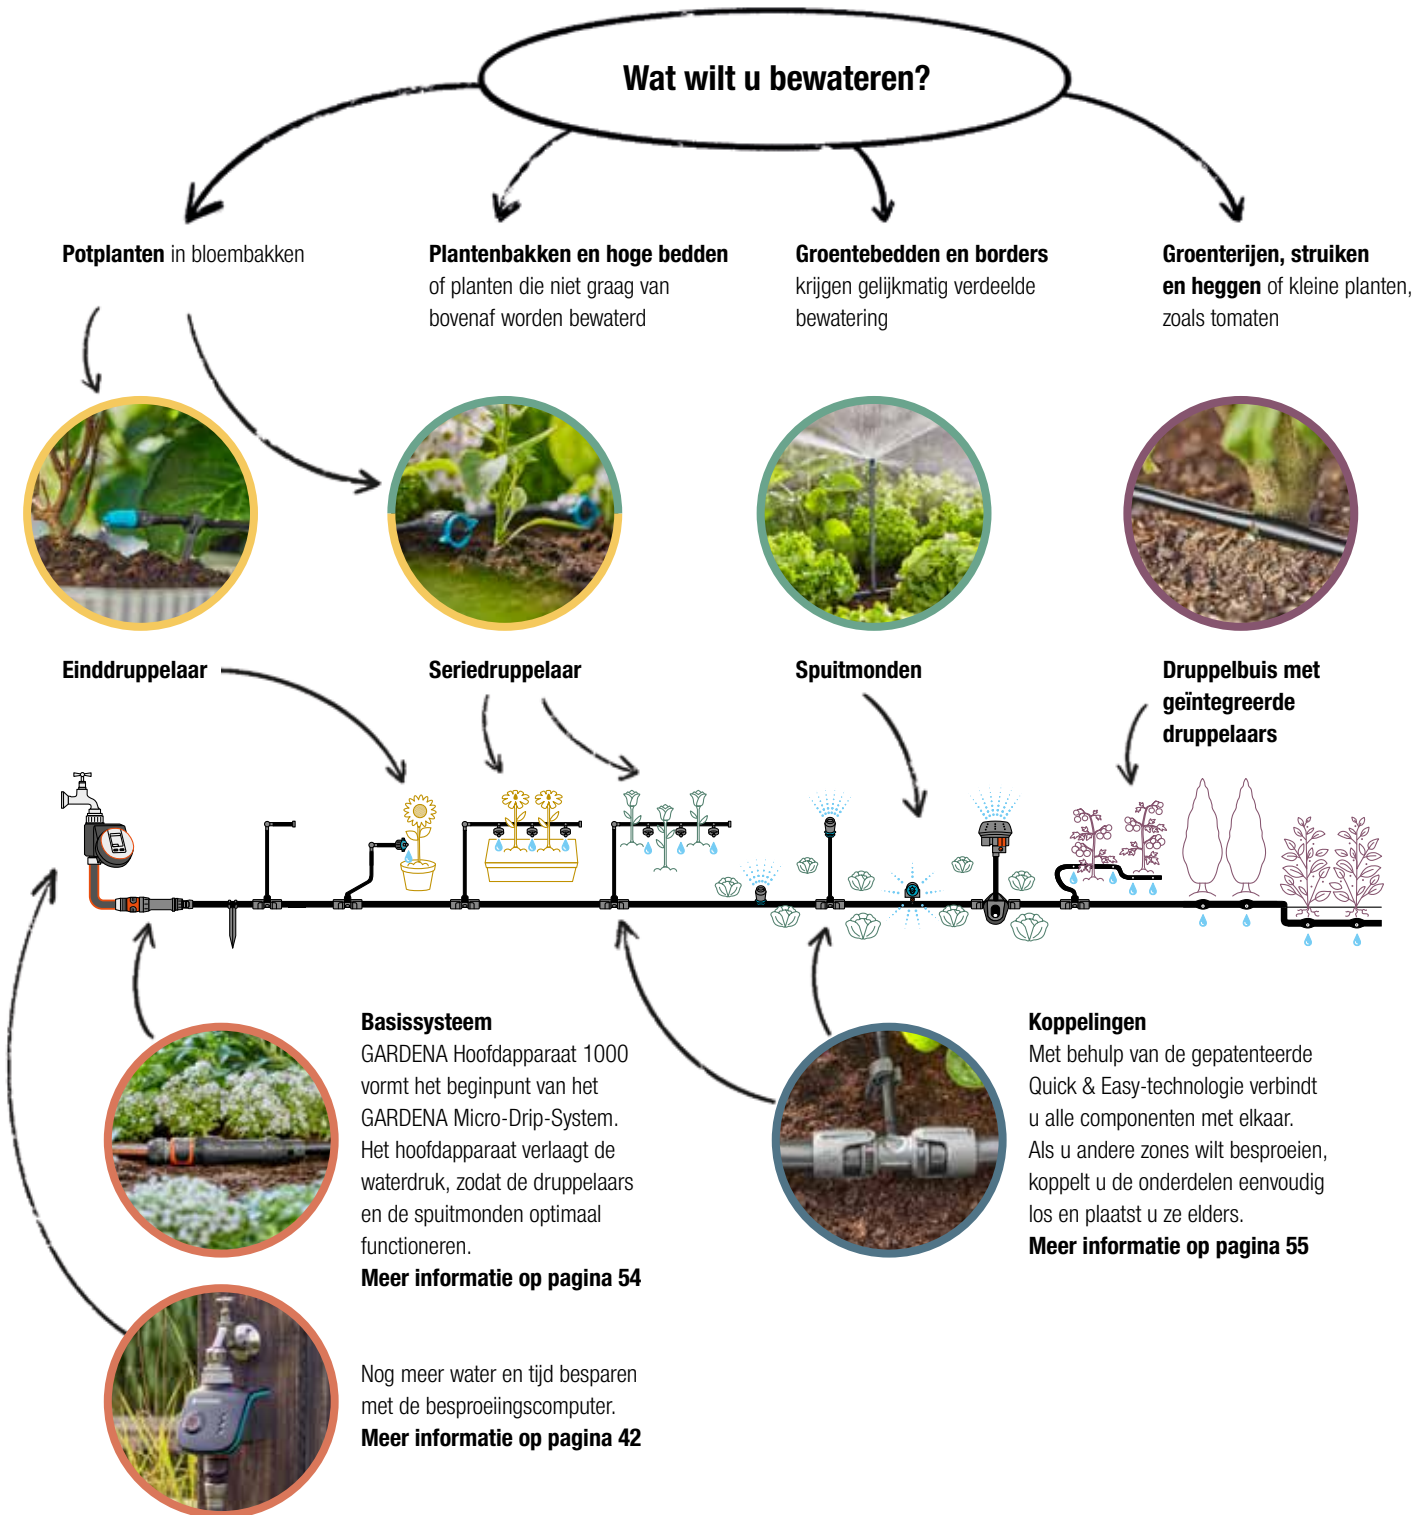 Wat wilt u bewateren?
Potplanten in bloembakken
Plantenbakken en hoge bedden
of planten die niet graag van
bovenaf worden bewaterd
Groentebedden en borders
krijgen gelijkmatig verdeelde
bewatering
Groenterijen, struiken
en heggen of kleine planten,
zoals tomaten
Einddruppelaar
Seriedruppelaar
Spuitmonden
Druppelbuis met
geïntegreerde
druppelaars
Basissysteem
GARDENA Hoofdapparaat 1000
vormt het beginpunt van het
GARDENA Micro-Drip-System.
Het hoofdapparaat verlaagt de
waterdruk, zodat de druppelaars
en de spuitmonden optimaal
functioneren.
Meer informatie op pagina 54
Koppelingen
Met behulp van de gepatenteerde
Quick & Easy-technologie verbindt
u alle componenten met elkaar.
Als u andere zones wilt besproeien,
koppelt u de onderdelen eenvoudig
los en plaatst u ze elders.
Meer informatie op pagina 55
Nog meer water en tijd besparen
met de besproeiingscomputer.
Meer informatie op pagina 42